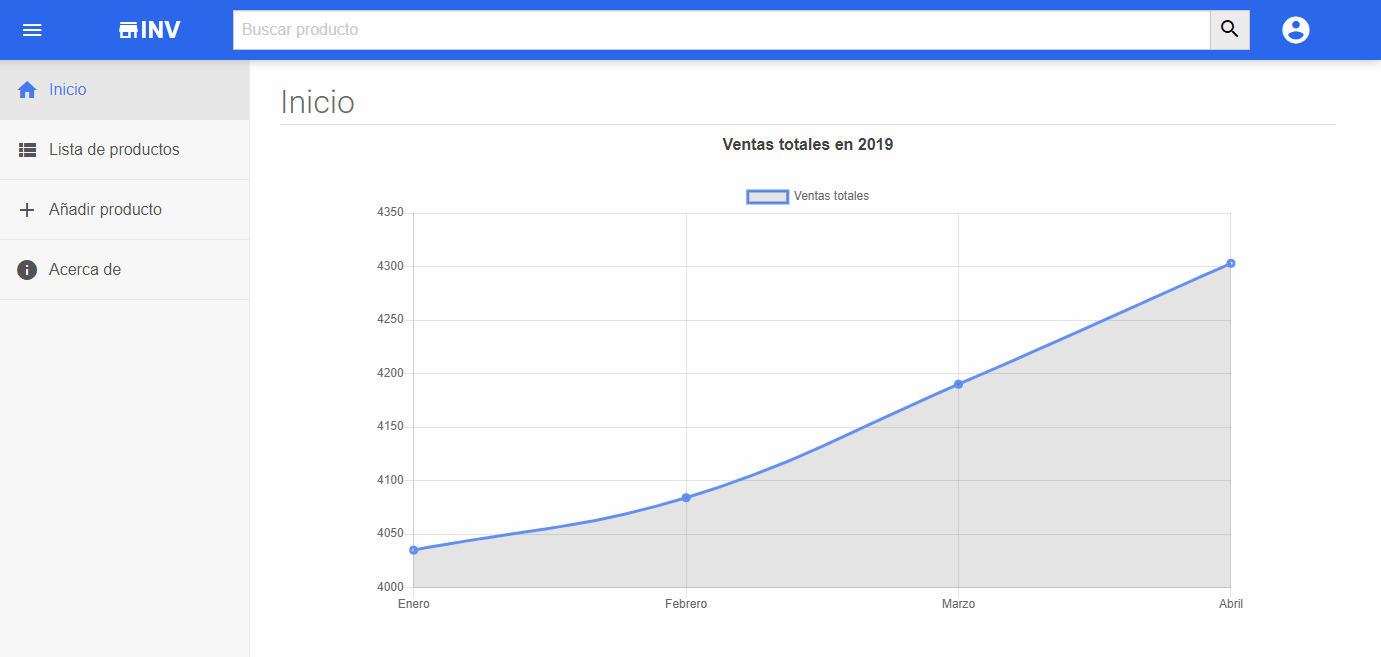 INV
Buscar producto
Inicio
Lista de productos
Añadir producto
Acerca de
Inicio
Ventas totales en 2019
Ventas totales
4350
4300
4250
4200
4150
4100
4050
4000
Enero Febrero Marzo Abril